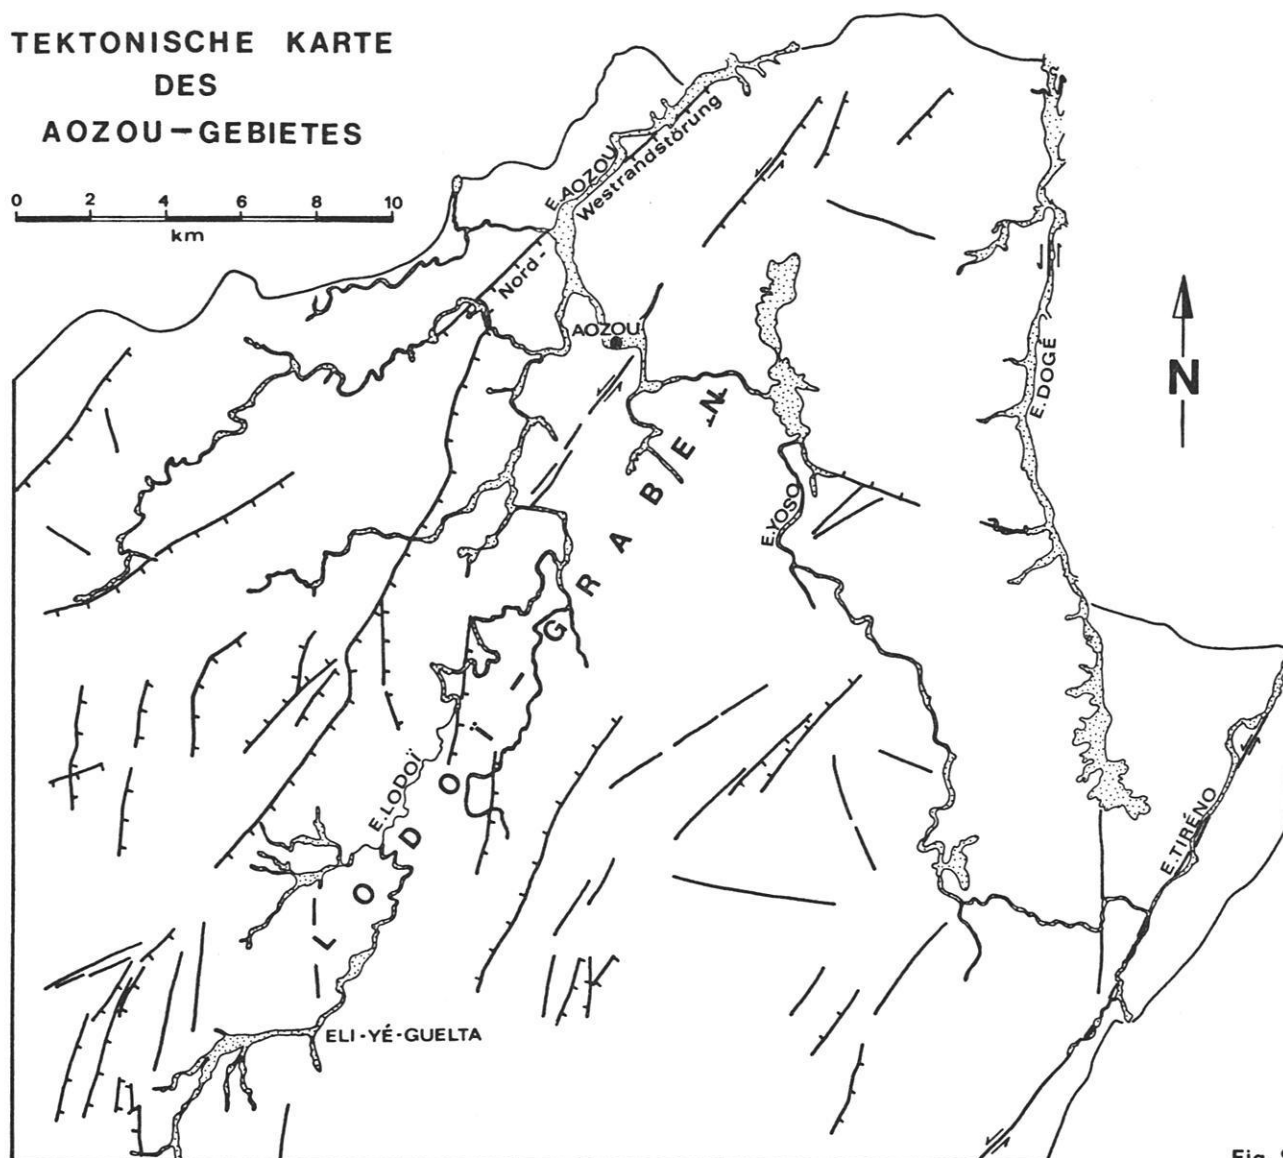 TEKTONISCHE KARTE
DES
AOZOU-GEBIETES
0 2 4 6 8 10
km
E.AOZOU
Nord-Westrandstörung
AOZOU
E.DOGÉ
N
E.YOSO
LODOÏ-GRABEN
E.LODOÏ
E.TIRÉNO
ELI-YÉ-GUELTA
Fig.